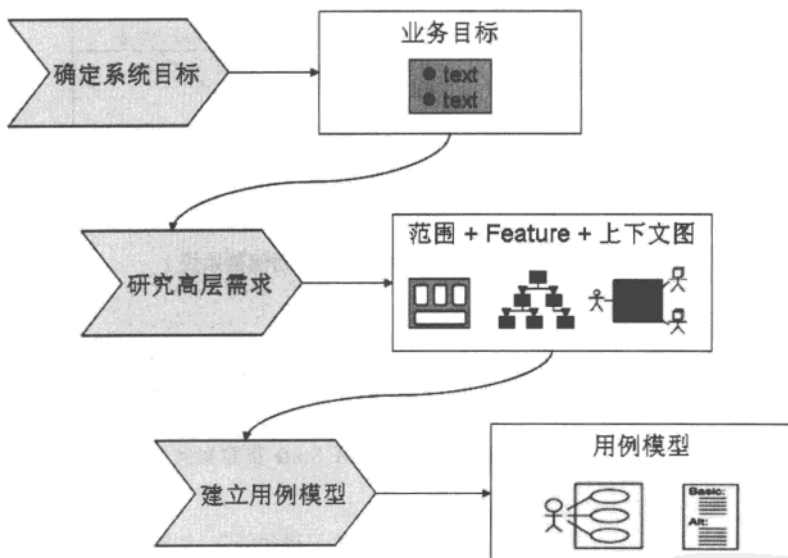 确定系统目标
业务目标
text
text
研究高层需求
范围 + Feature + 上下文图
建立用例模型
用例模型
Basic:
Alt: